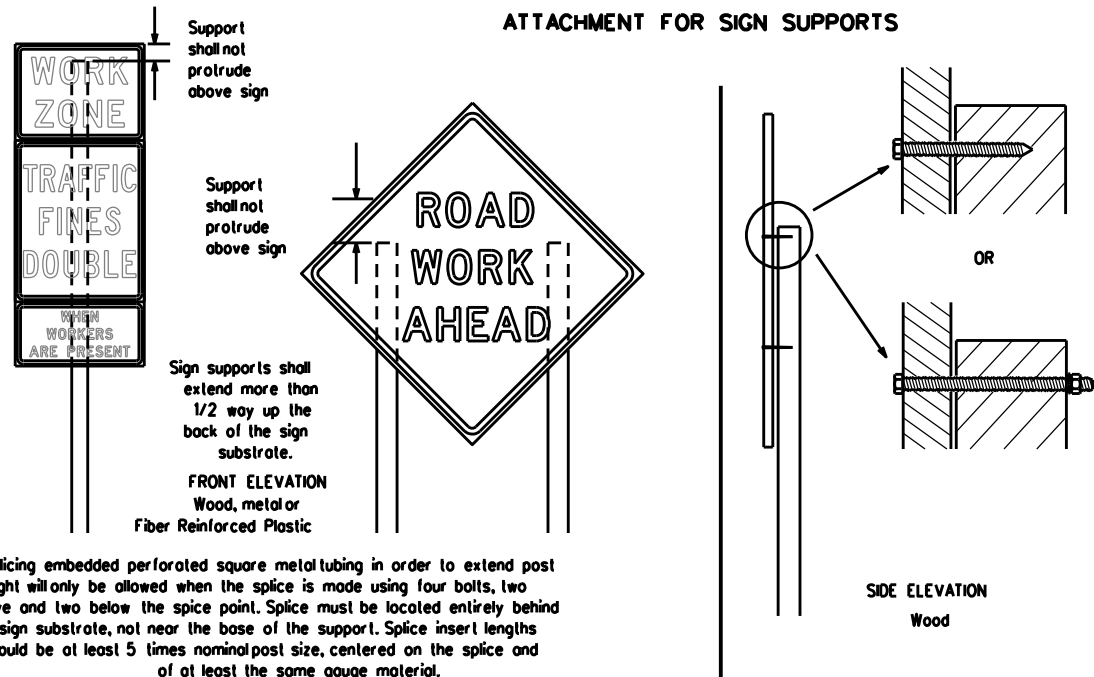 ATTACHMENT FOR SIGN SUPPORTS
Support
shall not
protrude
above sign
WORK
ZONE
TRAFFIC
FINES
DOUBLE
WHEN
WORKERS
ARE PRESENT
Support
shall not
protrude
above sign
ROAD
WORK
AHEAD
Sign supports shall
extend more than
1/2 way up the
back of the sign
substrate.
FRONT ELEVATION
Wood, metal or
Fiber Reinforced Plastic
OR
SIDE ELEVATION
Wood
licing embedded perforated square metal tubing in order to extend post
ght will only be allowed when the splice is made using four bolts, two
ve and two below the spice point. Splice must be located entirely behind
sign substrate, not near the base of the support. Splice insert lengths
ould be at least 5 times nominal post size, centered on the splice and
of at least the same gauge material.